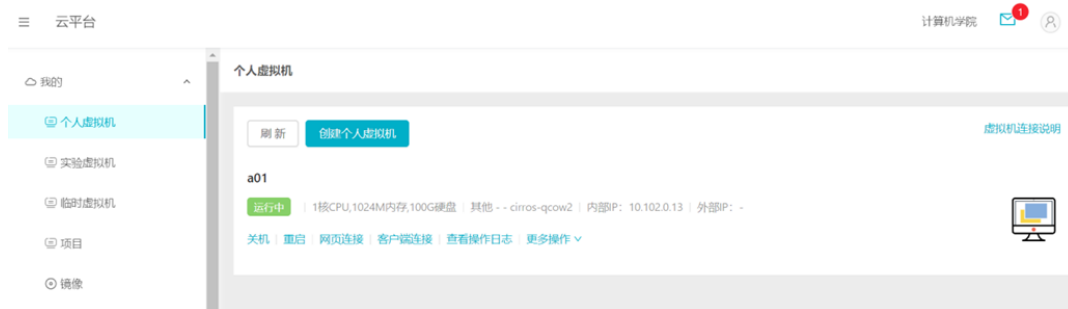 云平台
计算机学院 1
我的
个人虚拟机
实验虚拟机
临时虚拟机
项目
镜像
个人虚拟机
刷 新 创建个人虚拟机 虚拟机连接说明
a01
运行中 | 1核CPU,1024M内存,100G硬盘 | 其他 - - cirros-qcow2 | 内部IP: 10.102.0.13 | 外部IP: -
关机 | 重启 | 网页连接 | 客户端连接 | 查看操作日志 | 更多操作